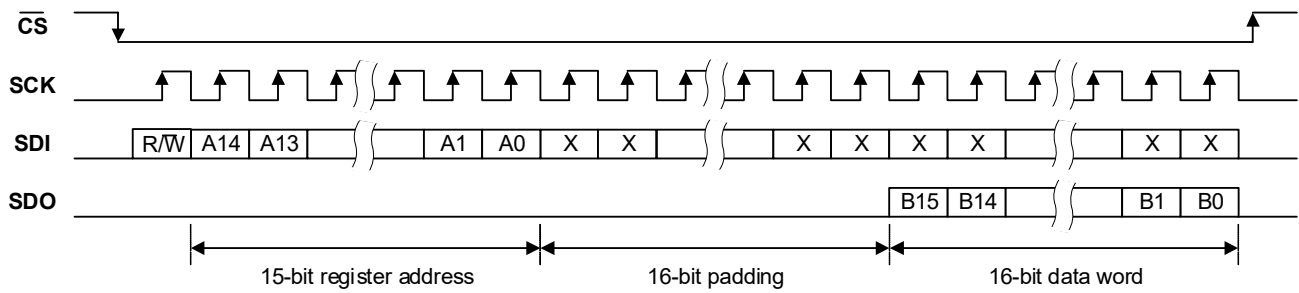 CS
SCK
SDI R/W A14 A13 A1 A0 X X X X X X X X
SDO B15 B14 B1 B0
15-bit register address 16-bit padding 16-bit data word